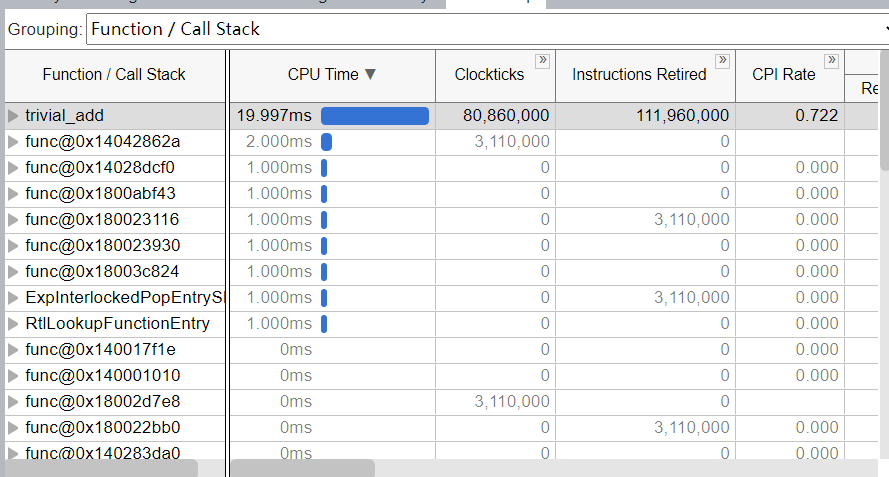 Grouping: Function / Call Stack
Function / Call Stack CPU Time ▼ Clockticks » Instructions Retired » CPI Rate »
Re
trivial_add 19.997ms 80,860,000 111,960,000 0.722
func@0x14042862a 2.000ms 3,110,000 0
func@0x14028dcf0 1.000ms 0 0 0.000
func@0x1800abf43 1.000ms 0 0 0.000
func@0x180023116 1.000ms 0 3,110,000 0.000
func@0x180023930 1.000ms 0 0 0.000
func@0x18003c824 1.000ms 0 0 0.000
ExpInterlockedPopEntrySl 1.000ms 0 3,110,000 0.000
RtlLookupFunctionEntry 1.000ms 0 0 0.000
func@0x140017f1e 0ms 0 0 0.000
func@0x140001010 0ms 0 0 0.000
func@0x18002d7e8 0ms 3,110,000 0
func@0x180022bb0 0ms 0 3,110,000 0.000
func@0x140283da0 0ms 0 0 0.000